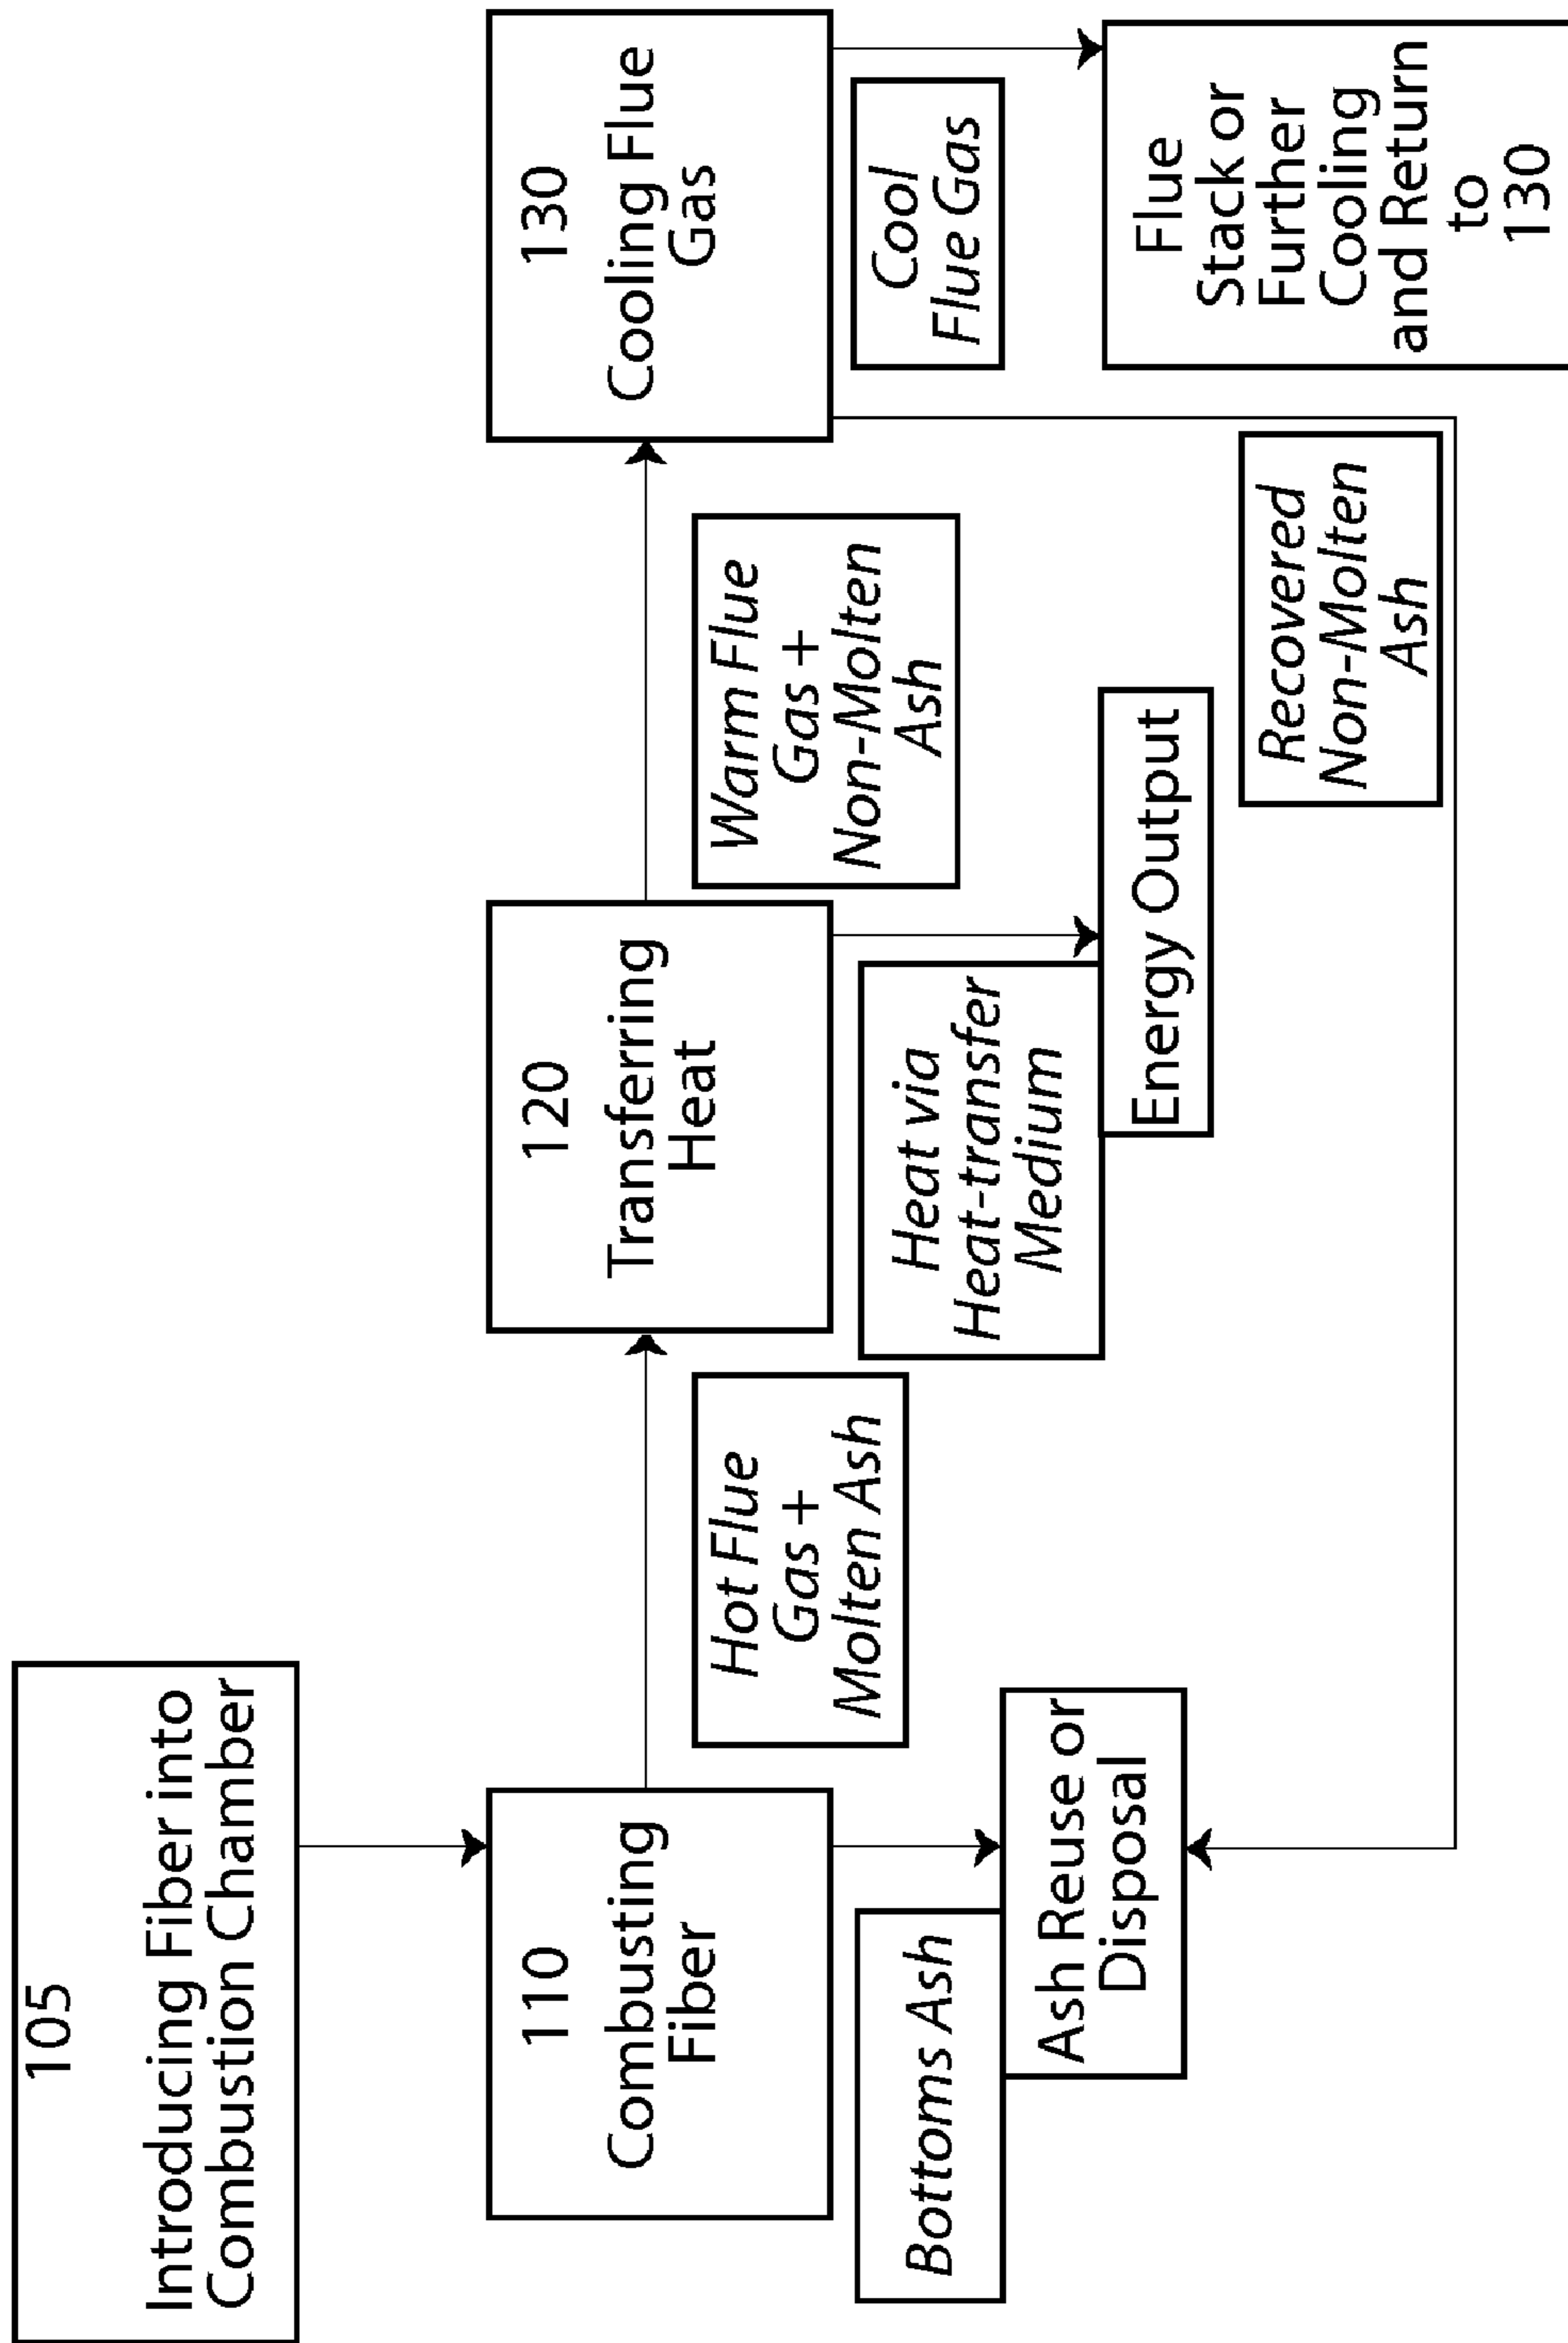 105
Introducing Fiber into
Combustion Chamber
110
Combusting
Fiber
Hot Flue
Gas +
Molten Ash
120
Transferring
Heat
Warm Flue
Gas +
Non-Molten
Ash
130
Cooling Flue
Gas
Bottoms Ash
Ash Reuse or
Disposal
Heat via
Heat-transfer
Medium
Energy Output
Cool
Flue Gas
Flue
Stack or
Further
Cooling
and Return
to
130
Recovered
Non-Molten
Ash